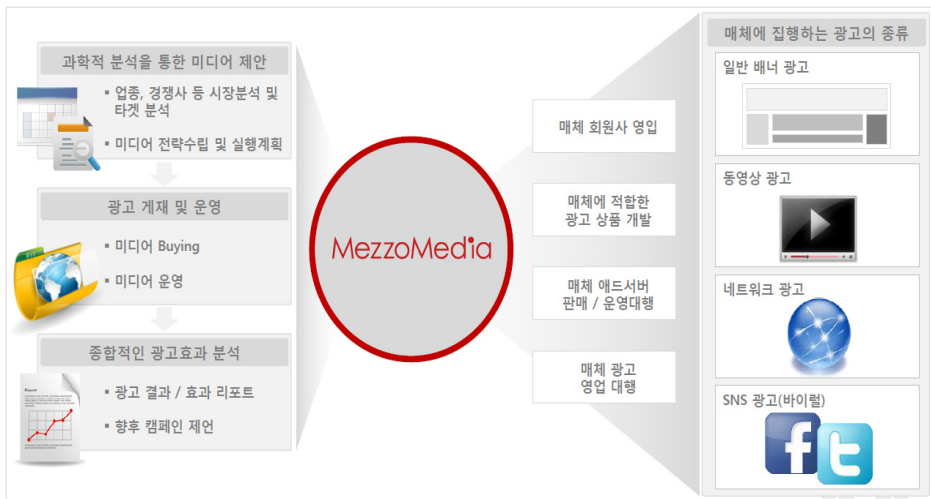 과학적 분석을 통한 미디어 제안
▪ 업종, 경쟁사 등 시장분석 및
타겟 분석
▪ 미디어 전략수립 및 실행계획
광고 게재 및 운영
▪ 미디어 Buying
▪ 미디어 운영
종합적인 광고효과 분석
Report
▪ 광고 결과 / 효과 리포트
▪ 향후 캠페인 제언
MezzoMedia
매체 회원사 영입
매체에 적합한
광고 상품 개발
매체 애드서버
판매 / 운영대행
매체 광고
영업 대행
매체에 집행하는 광고의 종류
일반 배너 광고
동영상 광고
네트워크 광고
SNS 광고(바이럴)
f
t